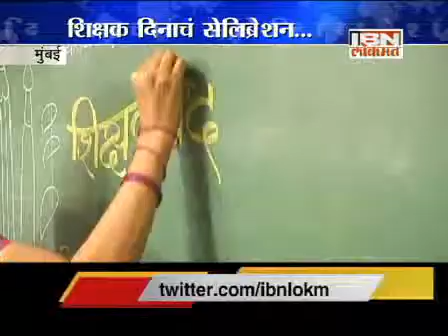 शिक्षक दिनाचं सेलिब्रेशन...
मुंबई
IBN
लोकमत
twitter.com/ibnlokm